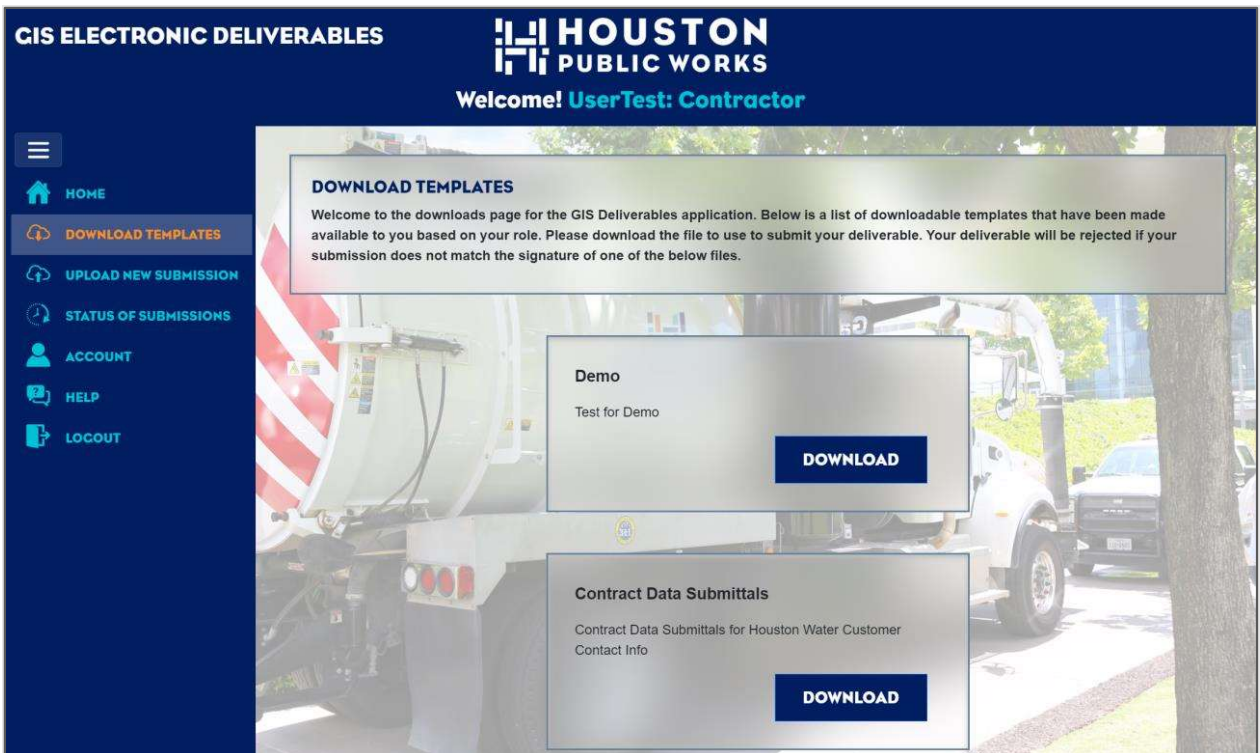 GIS ELECTRONIC DELIVERABLES
HOUSTON
PUBLIC WORKS
Welcome! UserTest: Contractor
HOME
DOWNLOAD TEMPLATES
UPLOAD NEW SUBMISSION
STATUS OF SUBMISSIONS
ACCOUNT
HELP
LOGOUT
DOWNLOAD TEMPLATES
Welcome to the downloads page for the GIS Deliverables application. Below is a list of downloadable templates that have been made
available to you based on your role. Please download the file to use to submit your deliverable. Your deliverable will be rejected if your
submission does not match the signature of one of the below files.
Demo
Test for Demo
DOWNLOAD
Contract Data Submittals
Contract Data Submittals for Houston Water Customer
Contact Info
DOWNLOAD